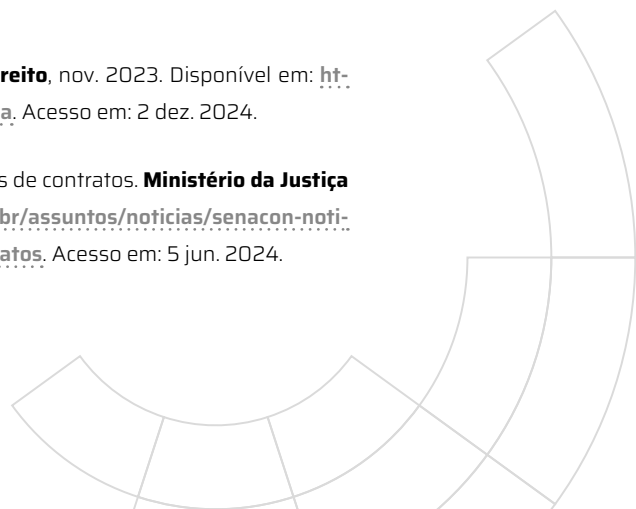 reito, nov. 2023. Disponível em: ht-
a. Acesso em: 2 dez. 2024.
s de contratos. Ministério da Justiça
br/assuntos/noticias/senacon-noti-
atos. Acesso em: 5 jun. 2024.